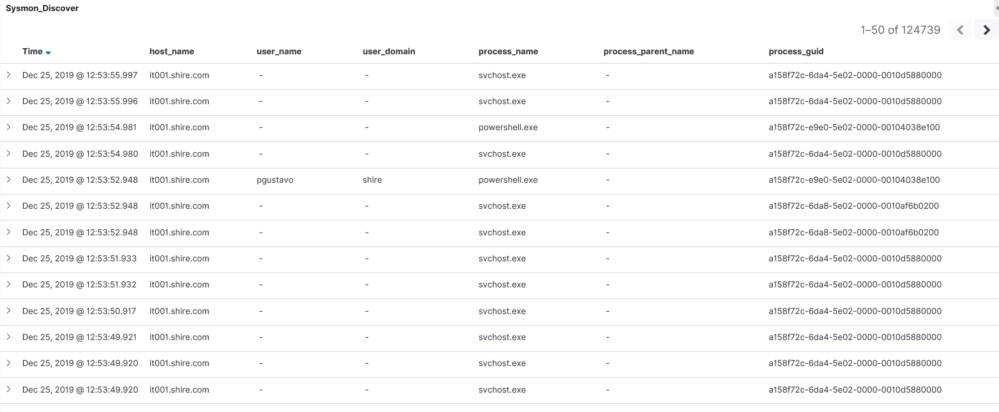 Sysmon_Discover
1–50 of 124739
Time host_name user_name user_domain process_name process_parent_name process_guid
Dec 25, 2019 @ 12:53:55.997 it001.shire.com - - svchost.exe - a158f72c-6da4-5e02-0000-0010d5880000
Dec 25, 2019 @ 12:53:55.996 it001.shire.com - - svchost.exe - a158f72c-6da4-5e02-0000-0010d5880000
Dec 25, 2019 @ 12:53:54.981 it001.shire.com - - powershell.exe - a158f72c-e9e0-5e02-0000-00104038e100
Dec 25, 2019 @ 12:53:54.980 it001.shire.com - - svchost.exe - a158f72c-6da4-5e02-0000-0010d5880000
Dec 25, 2019 @ 12:53:52.948 it001.shire.com pgustavo shire powershell.exe - a158f72c-e9e0-5e02-0000-00104038e100
Dec 25, 2019 @ 12:53:52.948 it001.shire.com - - svchost.exe - a158f72c-6da8-5e02-0000-0010af6b0200
Dec 25, 2019 @ 12:53:52.948 it001.shire.com - - svchost.exe - a158f72c-6da8-5e02-0000-0010af6b0200
Dec 25, 2019 @ 12:53:51.933 it001.shire.com - - svchost.exe - a158f72c-6da4-5e02-0000-0010d5880000
Dec 25, 2019 @ 12:53:51.932 it001.shire.com - - svchost.exe - a158f72c-6da4-5e02-0000-0010d5880000
Dec 25, 2019 @ 12:53:50.917 it001.shire.com - - svchost.exe - a158f72c-6da4-5e02-0000-0010d5880000
Dec 25, 2019 @ 12:53:49.921 it001.shire.com - - svchost.exe - a158f72c-6da4-5e02-0000-0010d5880000
Dec 25, 2019 @ 12:53:49.920 it001.shire.com - - svchost.exe - a158f72c-6da4-5e02-0000-0010d5880000
Dec 25, 2019 @ 12:53:49.920 it001.shire.com - - svchost.exe - a158f72c-6da4-5e02-0000-0010d5880000